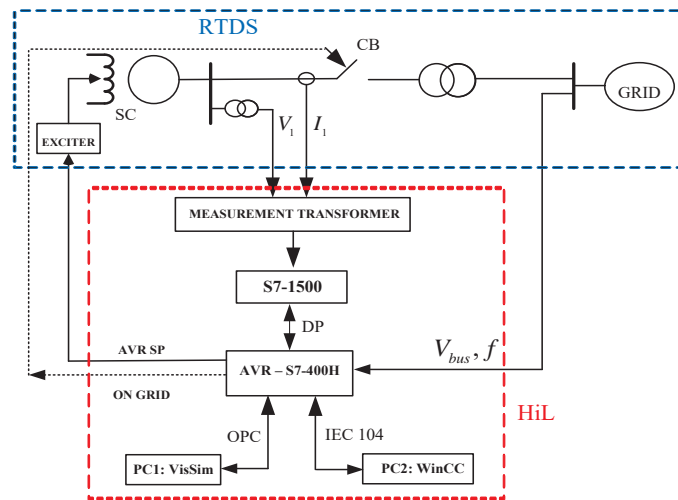 RTDS
CB
SC
V1
I1
GRID
EXCITER
MEASUREMENT TRANSFORMER
S7-1500
DP
AVR SP
AVR – S7-400H
Vbus, f
ON GRID
HiL
OPC
IEC 104
PC1: VisSim
PC2: WinCC